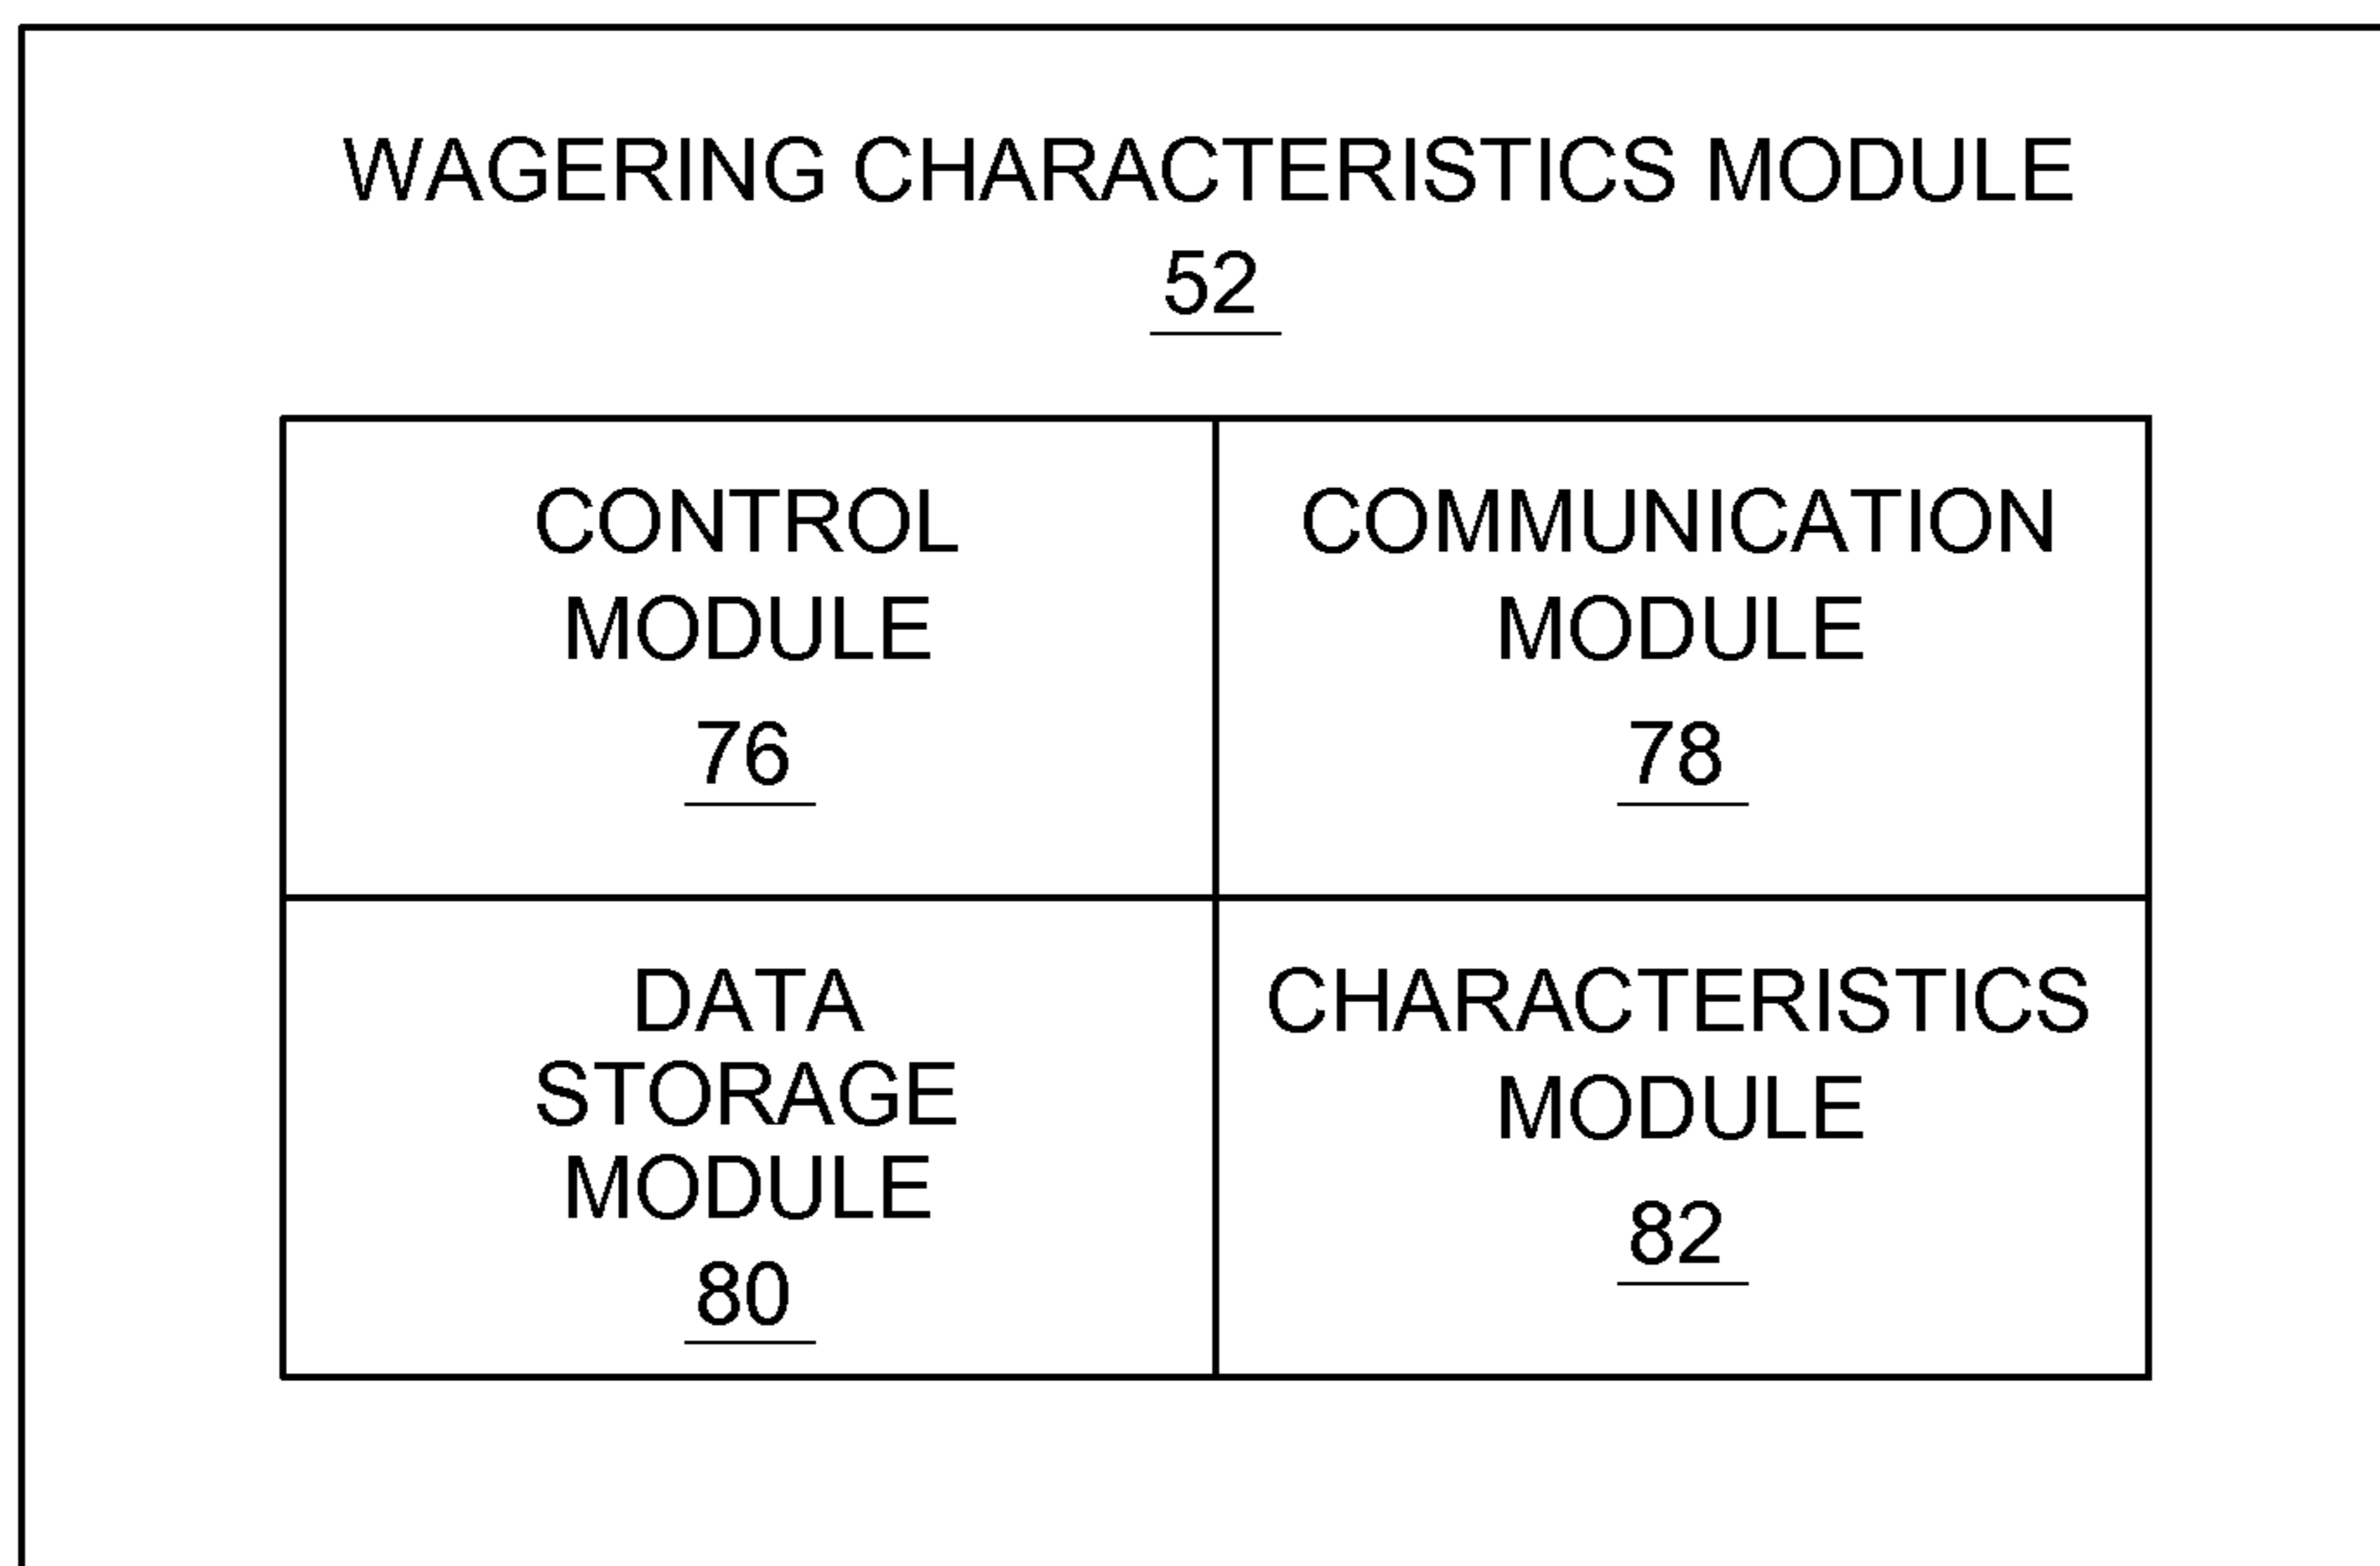 WAGERING CHARACTERISTICS MODULE
52
CONTROL
MODULE
76
COMMUNICATION
MODULE
78
DATA
STORAGE
MODULE
80
CHARACTERISTICS
MODULE
82